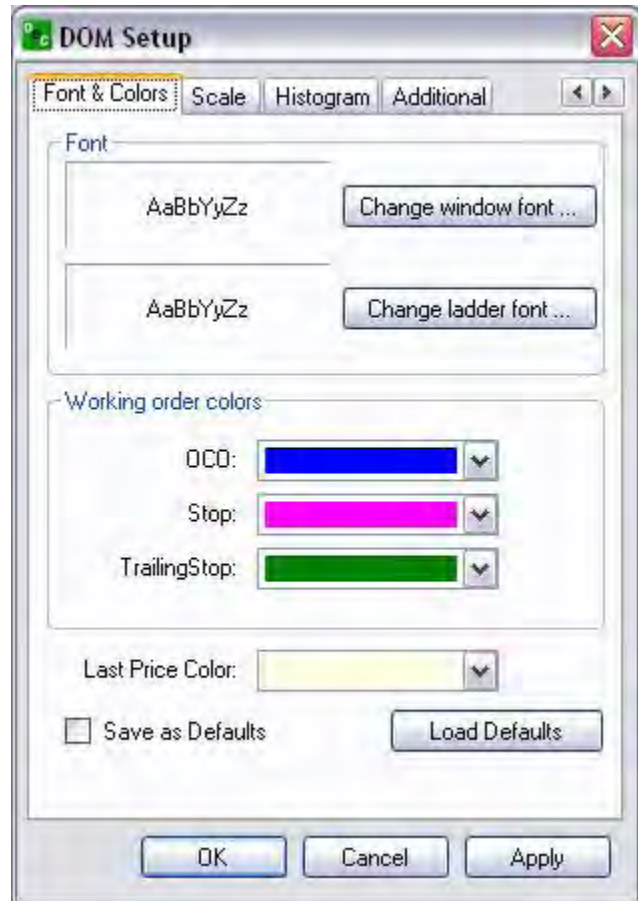 DOM Setup
Font & Colors Scale Histogram Additional
Font
AaBbYyZz Change window font ...
AaBbYyZz Change ladder font ...
Working order colors
OCO:
Stop:
TrailingStop:
Last Price Color:
Save as Defaults Load Defaults
OK Cancel Apply